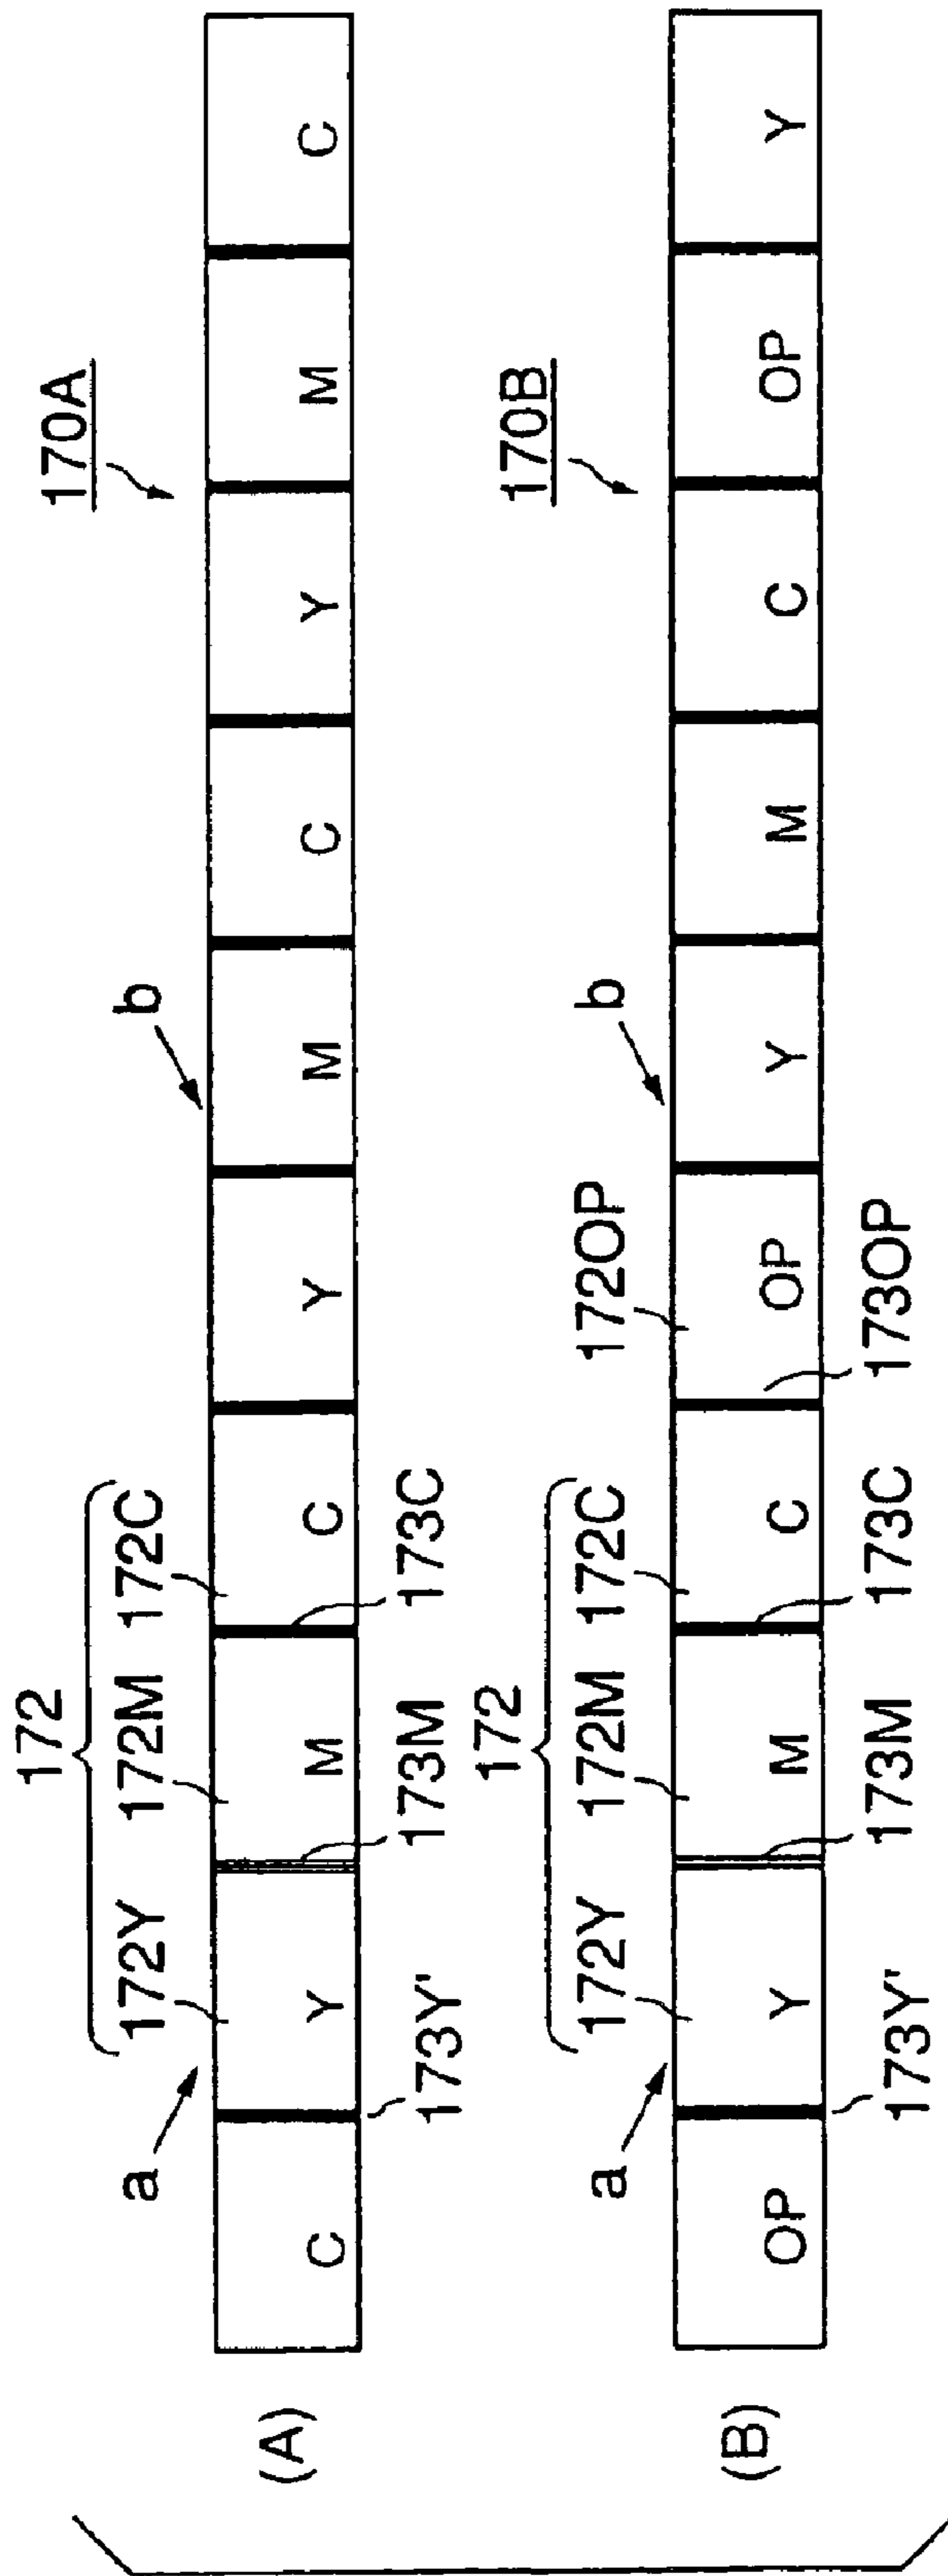 (A)
172
172Y 172M 172C
a
b
170A
C Y M C Y M C Y M C
173Y' 173M 173C
(B)
172
172Y 172M 172C
172OP
a
b
170B
OP Y M C OP Y M C OP Y
173Y' 173M 173C 173OP